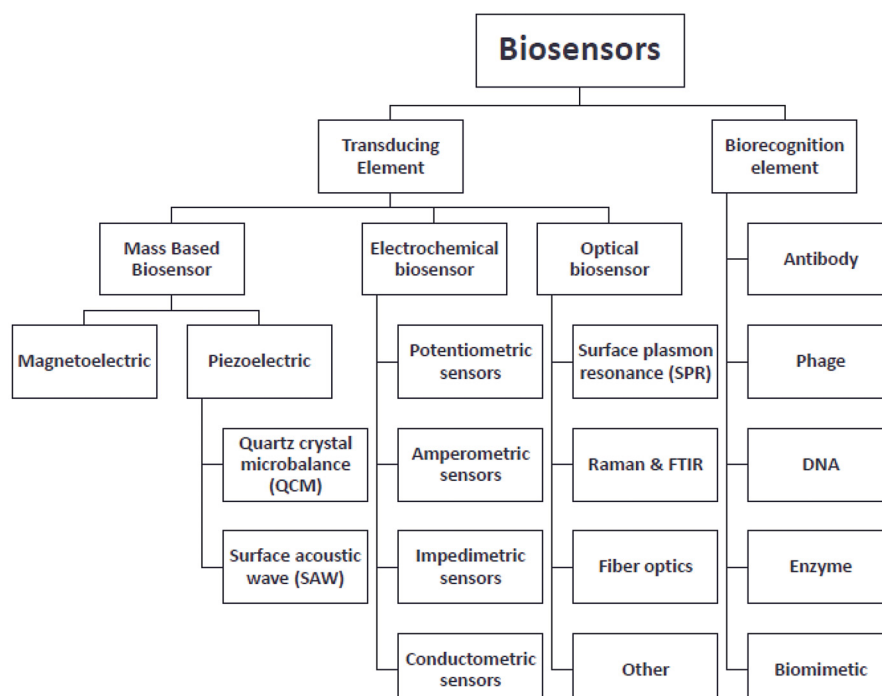 Biosensors
Transducing
Element
Biorecognition
element
Mass Based
Biosensor
Electrochemical
biosensor
Optical
biosensor
Antibody
Magnetoelectric
Piezoelectric
Potentiometric
sensors
Surface plasmon
resonance (SPR)
Phage
Quartz crystal
microbalance
(QCM)
Amperometric
sensors
Raman & FTIR
DNA
Surface acoustic
wave (SAW)
Impedimetric
sensors
Fiber optics
Enzyme
Conductometric
sensors
Other
Biomimetic